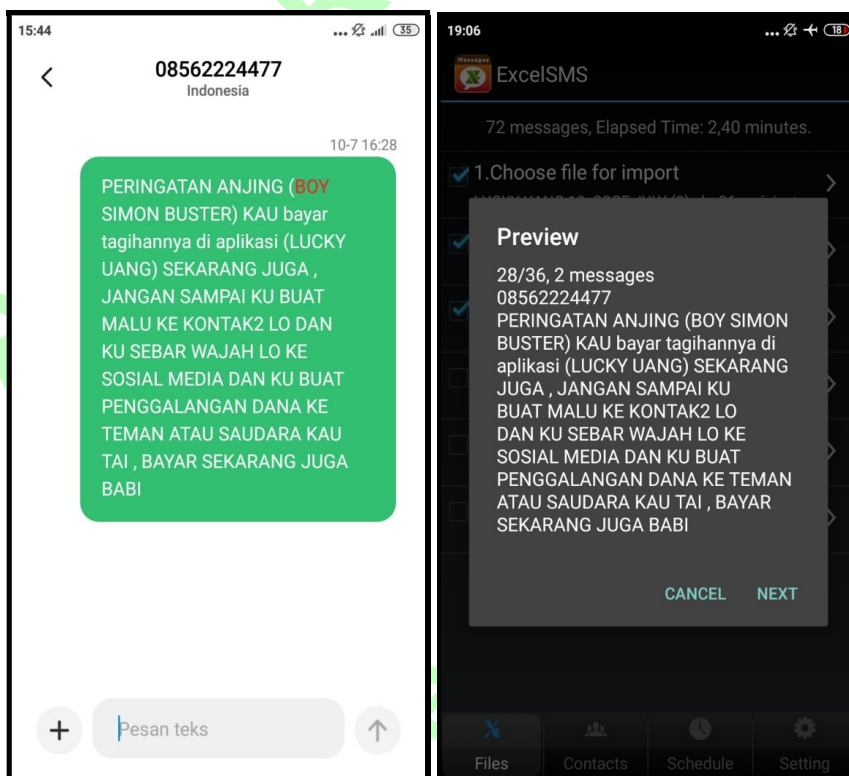 15:44
... 35
08562224477
Indonesia
10-7 16:28
PERINGATAN ANJING (BOY
SIMON BUSTER) KAU bayar
tagihannya di aplikasi (LUCKY
UANG) SEKARANG JUGA ,
JANGAN SAMPAI KU BUAT
MALU KE KONTAK2 LO DAN
KU SEBAR WAJAH LO KE
SOSIAL MEDIA DAN KU BUAT
PENGGALANGAN DANA KE
TEMAN ATAU SAUDARA KAU
TAI , BAYAR SEKARANG JUGA
BABI
Pesan teks
19:06
... 18
Messages
ExcelSMS
72 messages, Elapsed Time: 2,40 minutes.
1.Choose file for import
Preview
28/36, 2 messages
08562224477
PERINGATAN ANJING (BOY SIMON
BUSTER) KAU bayar tagihannya di
aplikasi (LUCKY UANG) SEKARANG
JUGA , JANGAN SAMPAI KU
BUAT MALU KE KONTAK2 LO
DAN KU SEBAR WAJAH LO KE
SOSIAL MEDIA DAN KU BUAT
PENGGALANGAN DANA KE TEMAN
ATAU SAUDARA KAU TAI , BAYAR
SEKARANG JUGA BABI
CANCEL NEXT
Files Contacts Schedule Setting